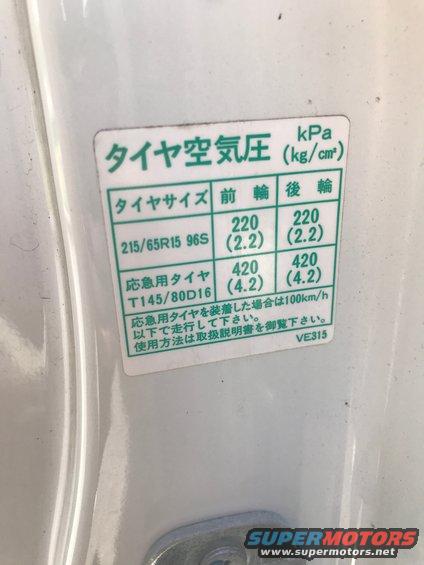 タイヤ空気圧 kPa (kg/cm²)
タイヤサイズ 前輪 後輪
215/65R15 96S 220 (2.2) 220 (2.2)
応急用タイヤ T145/80D16 420 (4.2) 420 (4.2)
応急用タイヤを装着した場合は100km/h
以下で走行して下さい。
使用方法は取扱説明書を御覧下さい。
VE315
SUPERMOTORS
www.supermotors.net